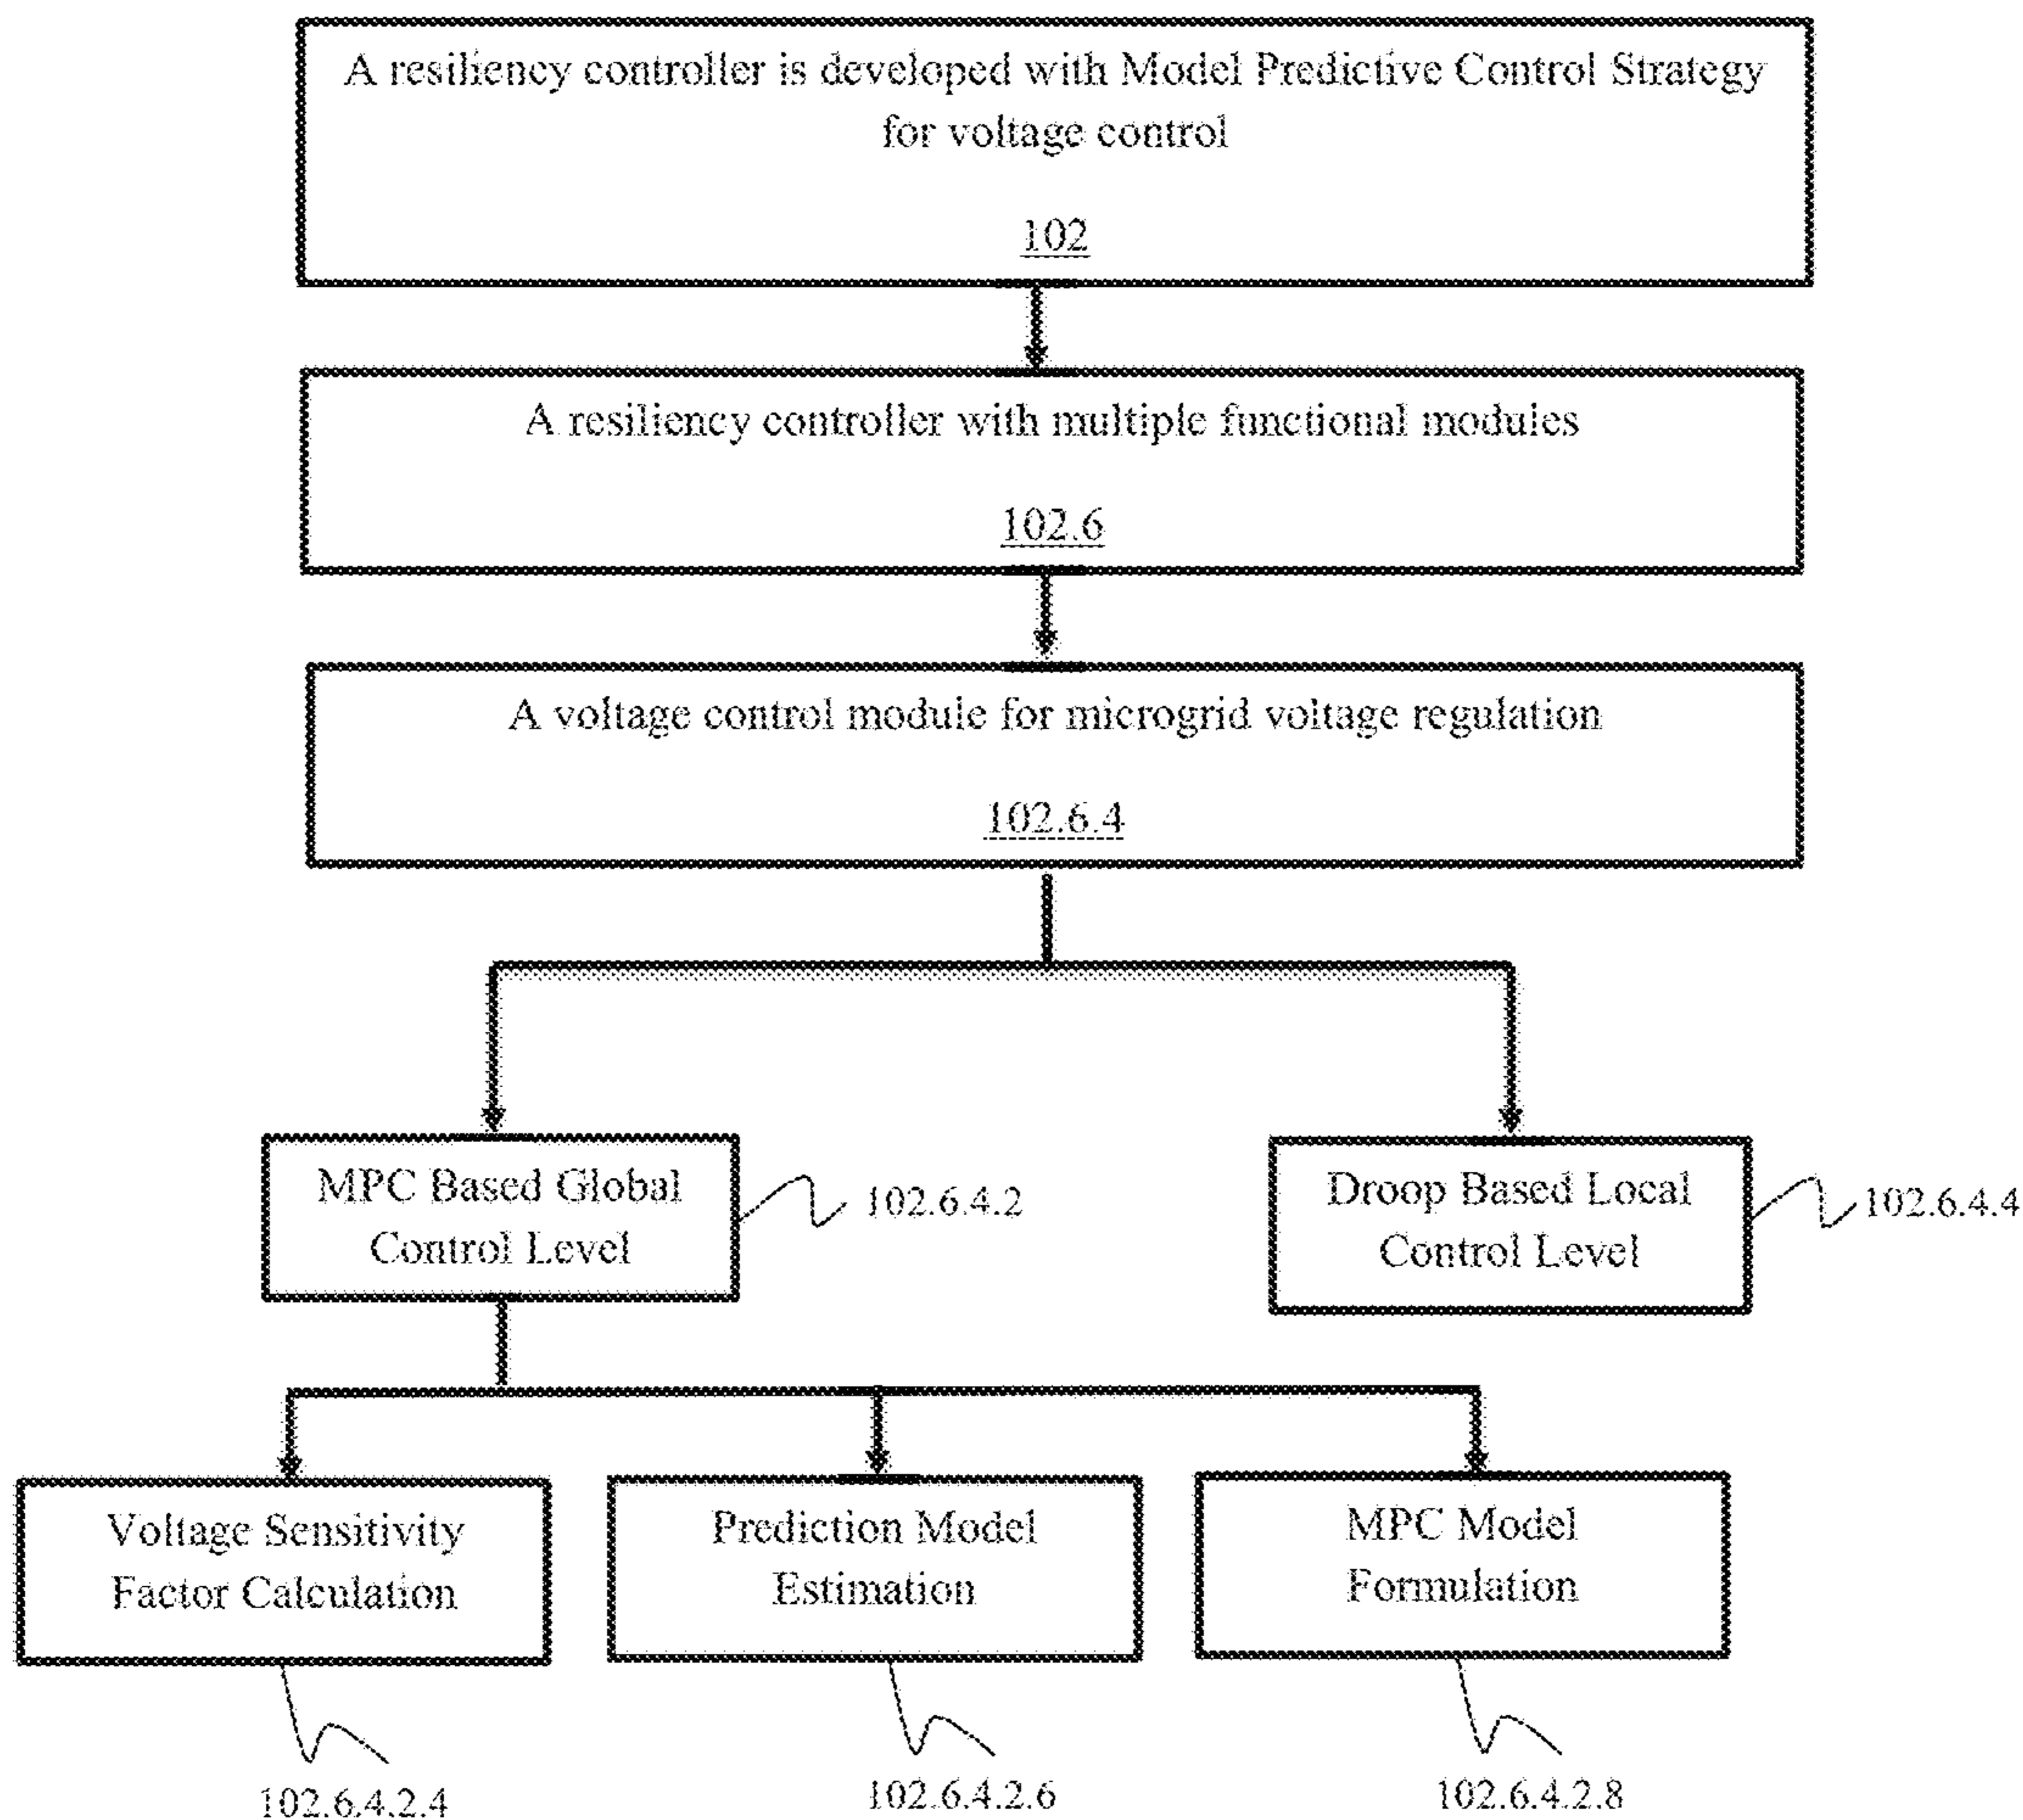 A resiliency controller is developed with Model Predictive Control Strategy
for voltage control
102
A resiliency controller with multiple functional modules
102.6
A voltage control module for microgrid voltage regulation
102.6.4
MPC Based Global
Control Level
102.6.4.2
Droop Based Local
Control Level
102.6.4.4
Voltage Sensitivity
Factor Calculation
Prediction Model
Estimation
MPC Model
Formulation
102.6.4.2.4
102.6.4.2.6
102.6.4.2.8